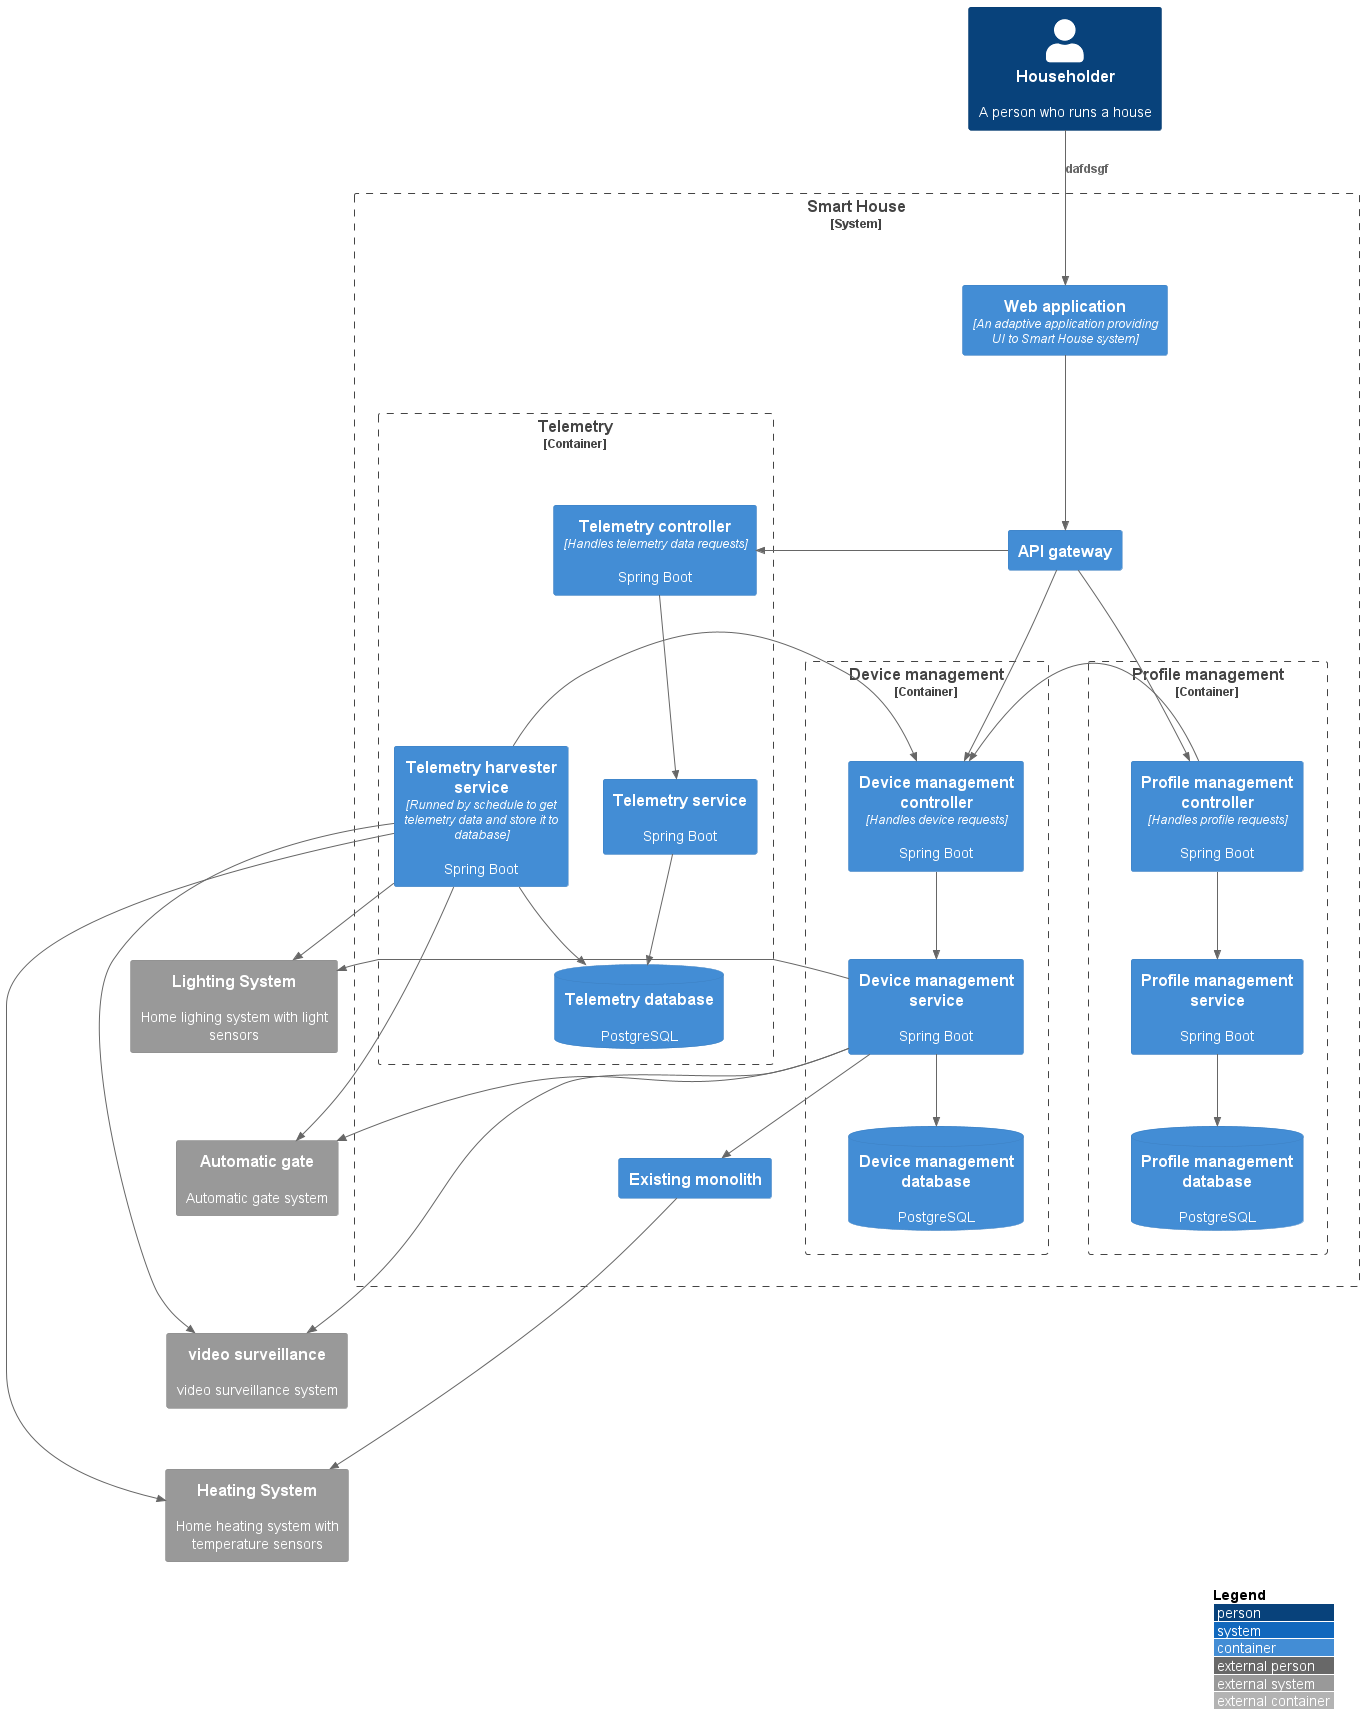 Householder
A person who runs a house
dafdsgf
Smart House
[System]
Web application
[An adaptive application providing
UI to Smart House system]
Telemetry
[Container]
Telemetry controller
[Handles telemetry data requests]
Spring Boot
API gateway
Device management
[Container]
Profile management
[Container]
Telemetry harvester
service
[Runned by schedule to get
telemetry data and store it to
database]
Spring Boot
Telemetry service
Spring Boot
Device management
controller
[Handles device requests]
Spring Boot
Profile management
controller
[Handles profile requests]
Spring Boot
Lighting System
Home lighing system with light
sensors
Telemetry database
PostgreSQL
Device management
service
Spring Boot
Profile management
service
Spring Boot
Automatic gate
Automatic gate system
Existing monolith
Device management
database
PostgreSQL
Profile management
database
PostgreSQL
video surveillance
video surveillance system
Heating System
Home heating system with
temperature sensors
Legend
person
system
container
external person
external system
external container